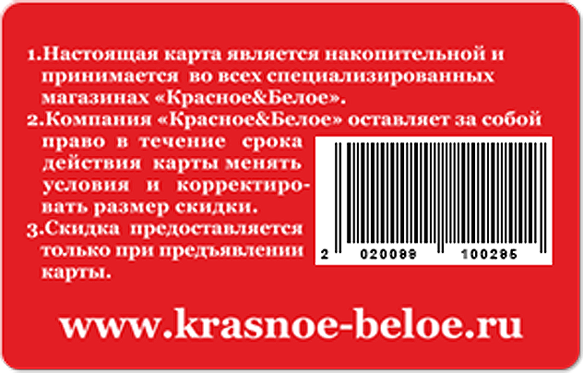 1.Настоящая карта является накопительной и
принимается во всех специализированных
магазинах «Красное&Белое».
2.Компания «Красное&Белое» оставляет за собой
право в течение срока
действия карты менять
условия и корректиро-
вать размер скидки.
3.Скидка предоставляется
только при предъявлении
карты.
2 020089 100285
www.krasnoe-beloe.ru